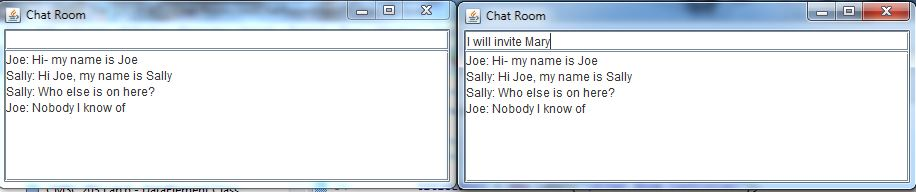 Chat Room
Joe: Hi- my name is Joe
Sally: Hi Joe, my name is Sally
Sally: Who else is on here?
Joe: Nobody I know of
Chat Room
I will invite Mary
Joe: Hi- my name is Joe
Sally: Hi Joe, my name is Sally
Sally: Who else is on here?
Joe: Nobody I know of